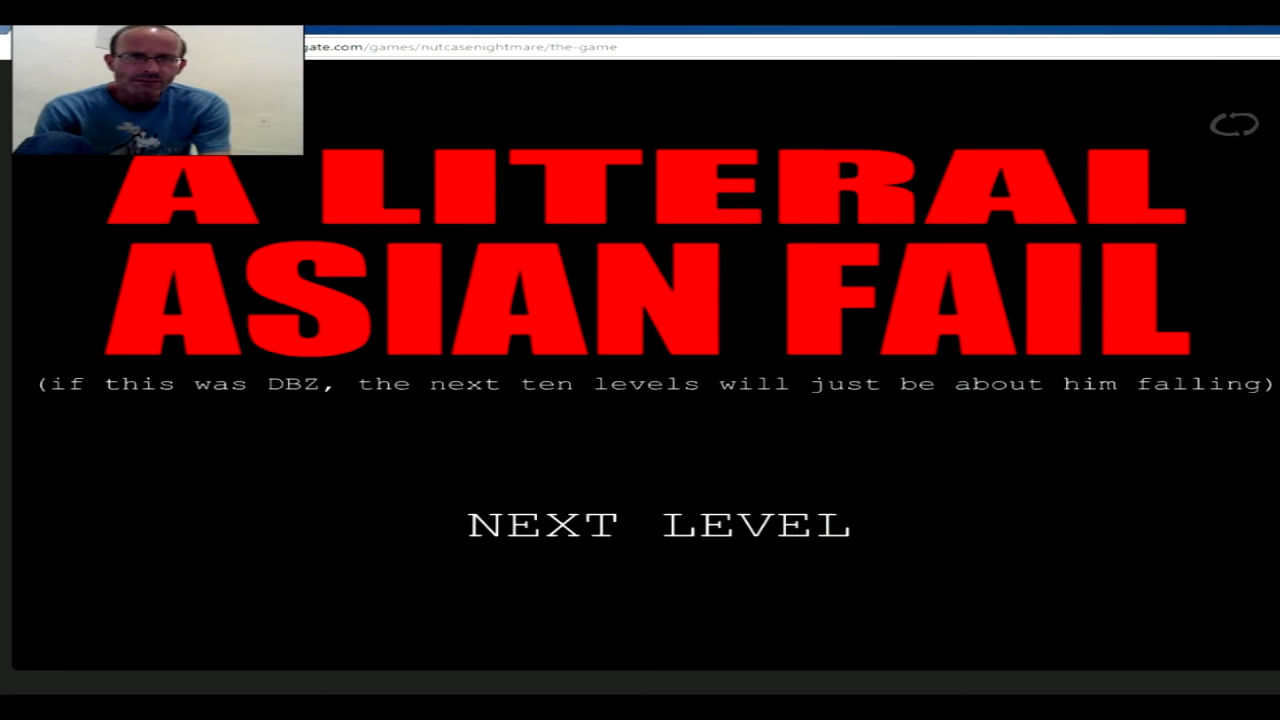 gate.com/games/nutcasenightmare/the-game
A LITERAL
ASIAN FAIL
(if this was DBZ, the next ten levels will just be about him falling)
NEXT LEVEL